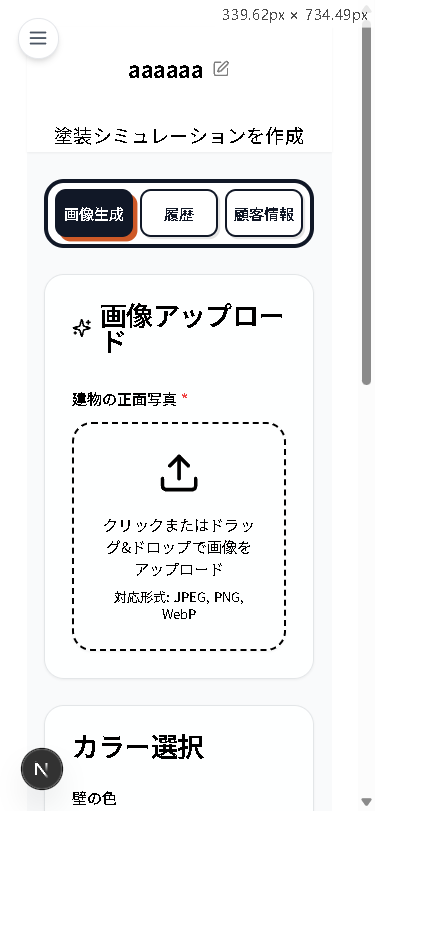 339.62px × 734.49px
aaaaaa
塗装シミュレーションを作成
画像生成
履歴
顧客情報
画像アップロー
ド
建物の正面写真 *
クリックまたはドラッ
グ&ドロップで画像を
アップロード
対応形式: JPEG, PNG,
WebP
カラー選択
N
壁の色